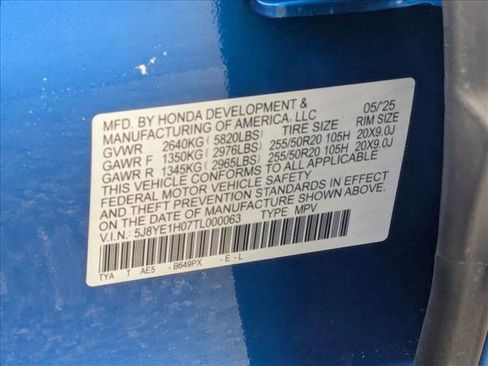 MFD. BY HONDA DEVELOPMENT & 05/'25
MANUFACTURING OF AMERICA, LLC RIM SIZE
GVWR 2640KG (5820LBS) TIRE SIZE 20X9.0J
GAWR F 1350KG (2976LBS) 255/50R20 105H 20X9.0J
GAWR R 1345KG (2965LBS) 255/50R20 105H
THIS VEHICLE CONFORMS TO ALL APPLICABLE
FEDERAL MOTOR VEHICLE SAFETY
AND THEFT PREVENTION STANDARDS IN EFFECT
ON THE DATE OF MANUFACTURE SHOWN ABOVE.
V.I.N.: 5J8YE1H07TL000063 TYPE: MPV
TYA T AE5 - B649PX - E - L